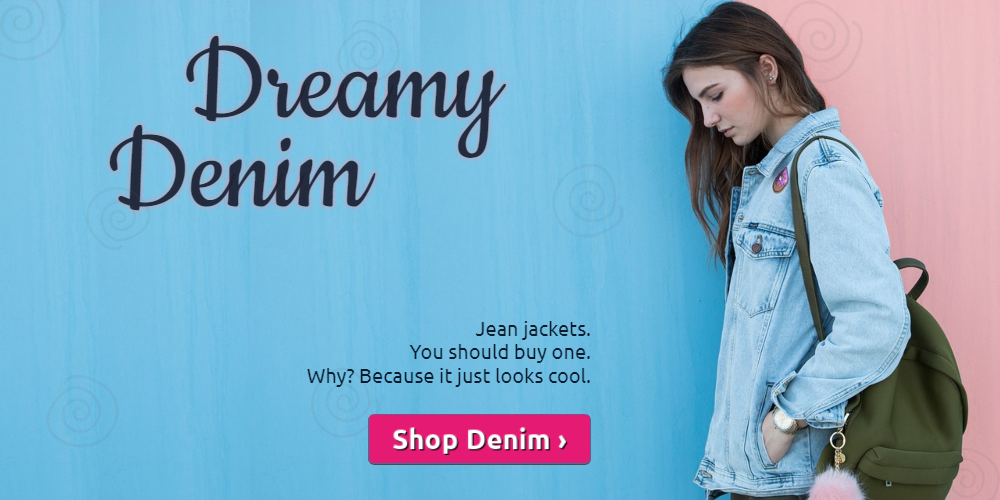 Dreamy
Denim
Jean jackets.
You should buy one.
Why? Because it just looks cool.
Shop Denim ›